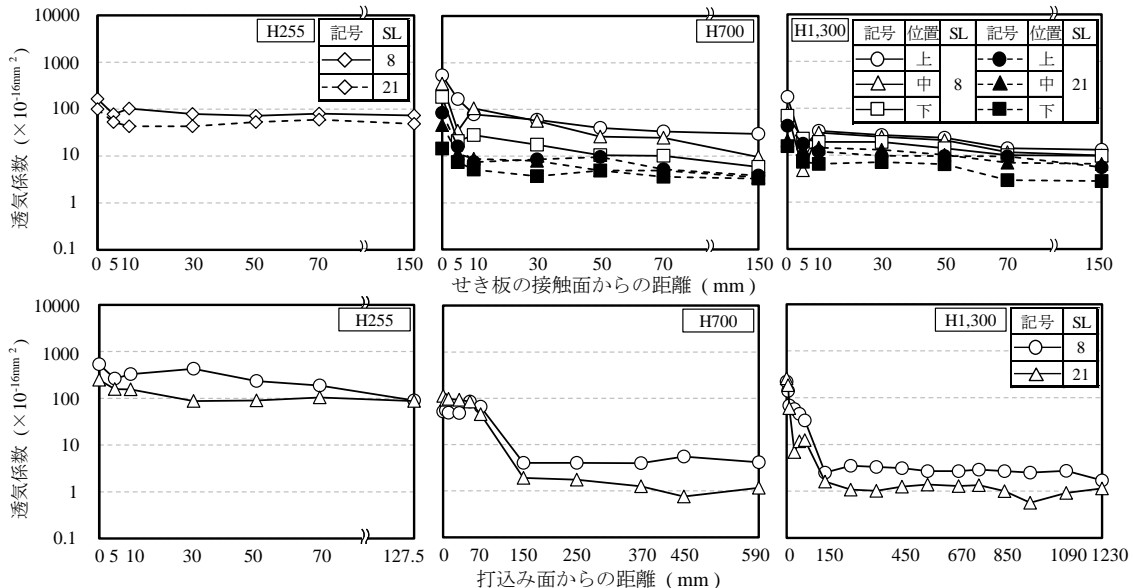 透気係数 (×10⁻¹⁶mm²)
10000
1000
100
10
1
0.1
H255
記号 SL
8
21
0 5 10 30 50 70 150
H700
0 5 10 30 50 70 150
H1,300
記号 位置 SL 記号 位置 SL
上 上
中 8 中 21
下 下
0 5 10 30 50 70 150
せき板の接触面からの距離 ( mm )
透気係数 (×10⁻¹⁶mm²)
10000
1000
100
10
1
0.1
H255
0 5 10 30 50 70 127.5
H700
0 70 150 250 370 450 590
H1,300
記号 SL
8
21
0 150 450 670 850 1090 1230
打込み面からの距離 ( mm )